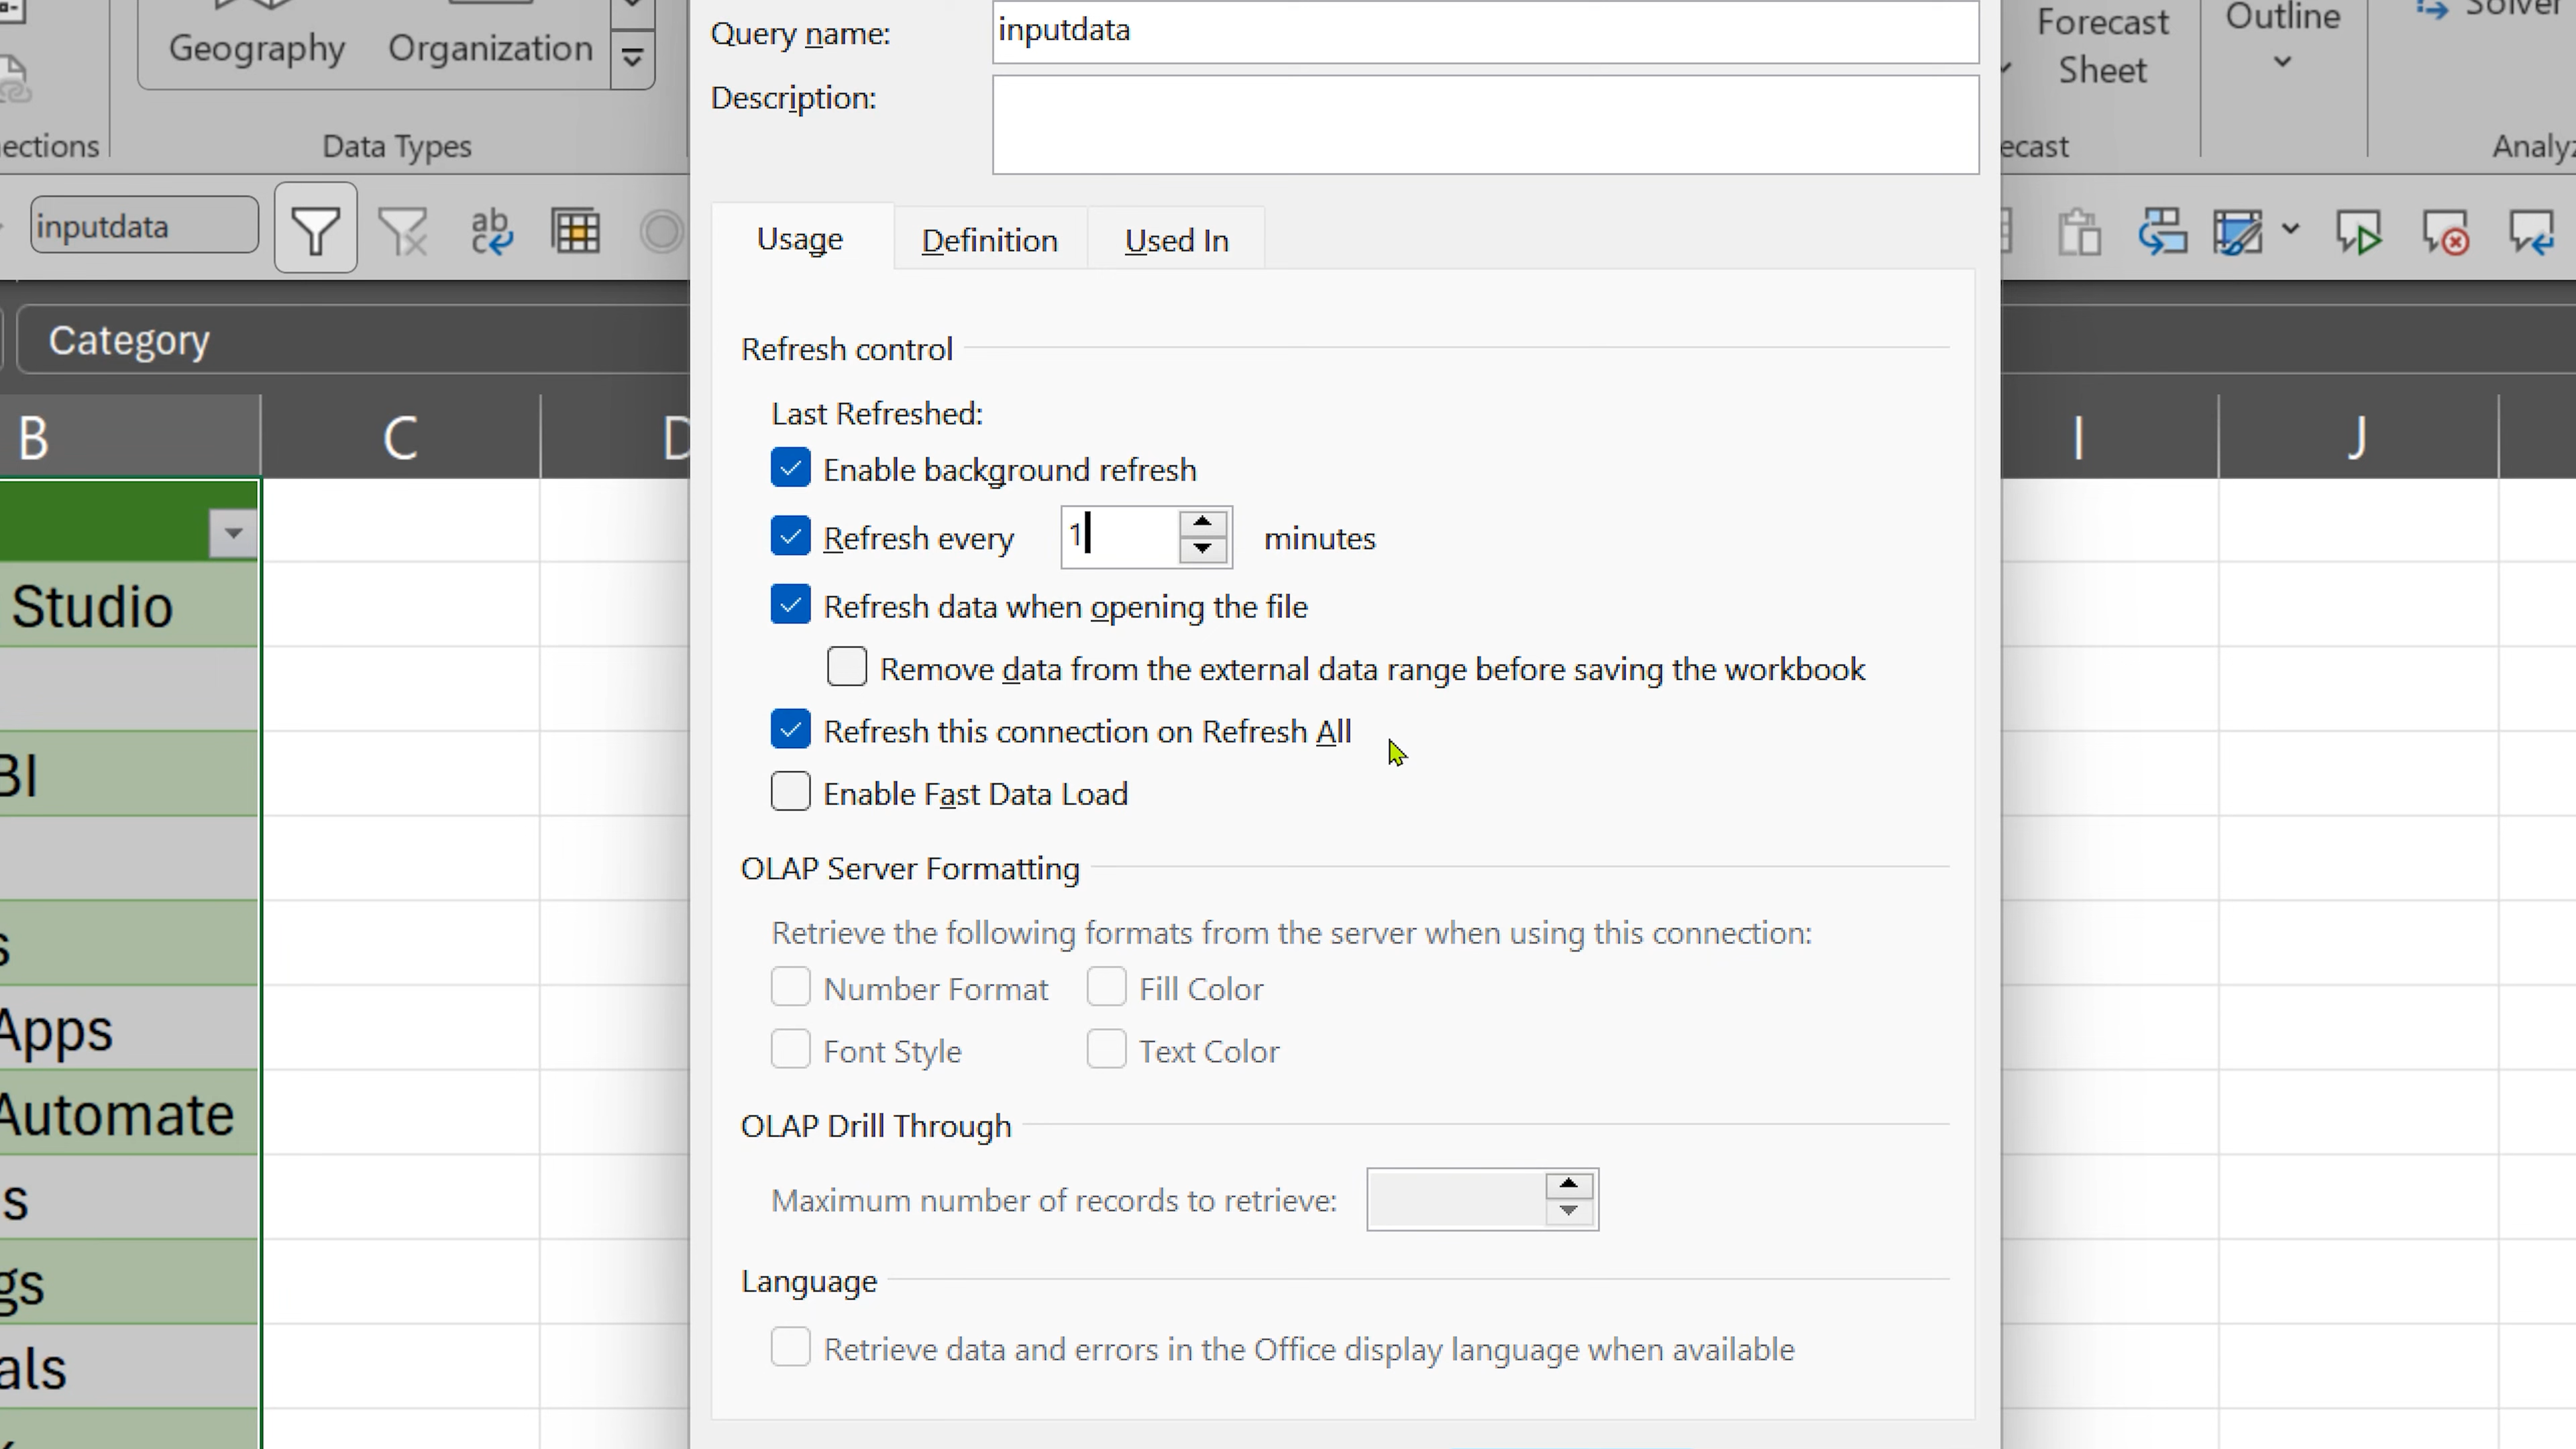 Geography
Organization
Data Types
Query name:
inputdata
Description:
Forecast
Sheet
Outline
Solver
inputdata
Usage
Definition
Used In
Category
B
C
D
I
J
Refresh control
Last Refreshed:
Enable background refresh
Refresh every 1 minutes
Refresh data when opening the file
Remove data from the external data range before saving the workbook
Refresh this connection on Refresh All
Enable Fast Data Load
OLAP Server Formatting
Retrieve the following formats from the server when using this connection:
Number Format
Fill Color
Font Style
Text Color
OLAP Drill Through
Maximum number of records to retrieve:
Language
Retrieve data and errors in the Office display language when available
Studio
BI
Apps
Automate